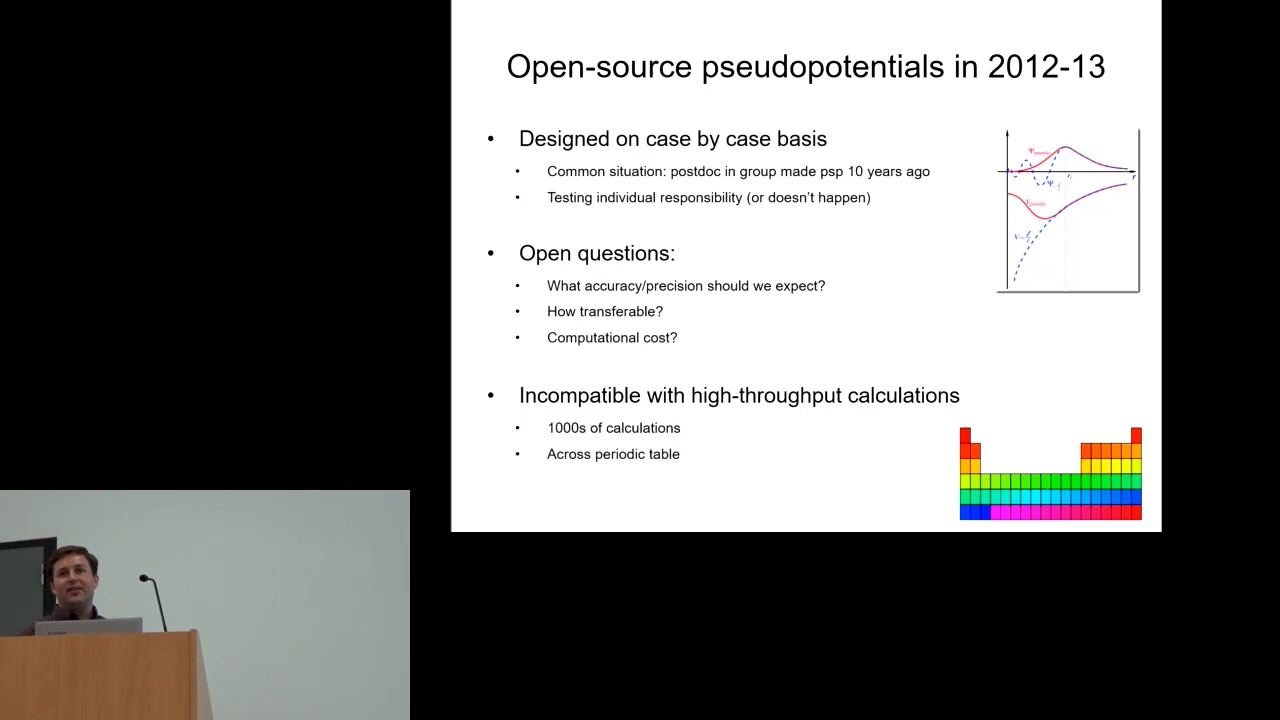 Open-source pseudopotentials in 2012-13
• Designed on case by case basis
• Common situation: postdoc in group made psp 10 years ago
• Testing individual responsibility (or doesn't happen)
• Open questions:
• What accuracy/precision should we expect?
• How transferable?
• Computational cost?
• Incompatible with high-throughput calculations
• 1000s of calculations
• Across periodic table
Ψpseudo
r
V pseudo